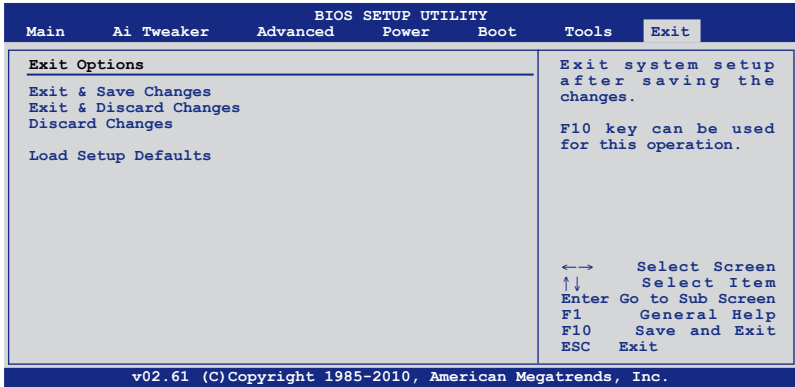 BIOS SETUP UTILITY
Main Ai Tweaker Advanced Power Boot Tools Exit
Exit Options
Exit & Save Changes
Exit & Discard Changes
Discard Changes
Load Setup Defaults
Exit system setup
after saving the
changes.
F10 key can be used
for this operation.
←→ Select Screen
↑↓ Select Item
Enter Go to Sub Screen
F1 General Help
F10 Save and Exit
ESC Exit
v02.61 (C)Copyright 1985-2010, American Megatrends, Inc.